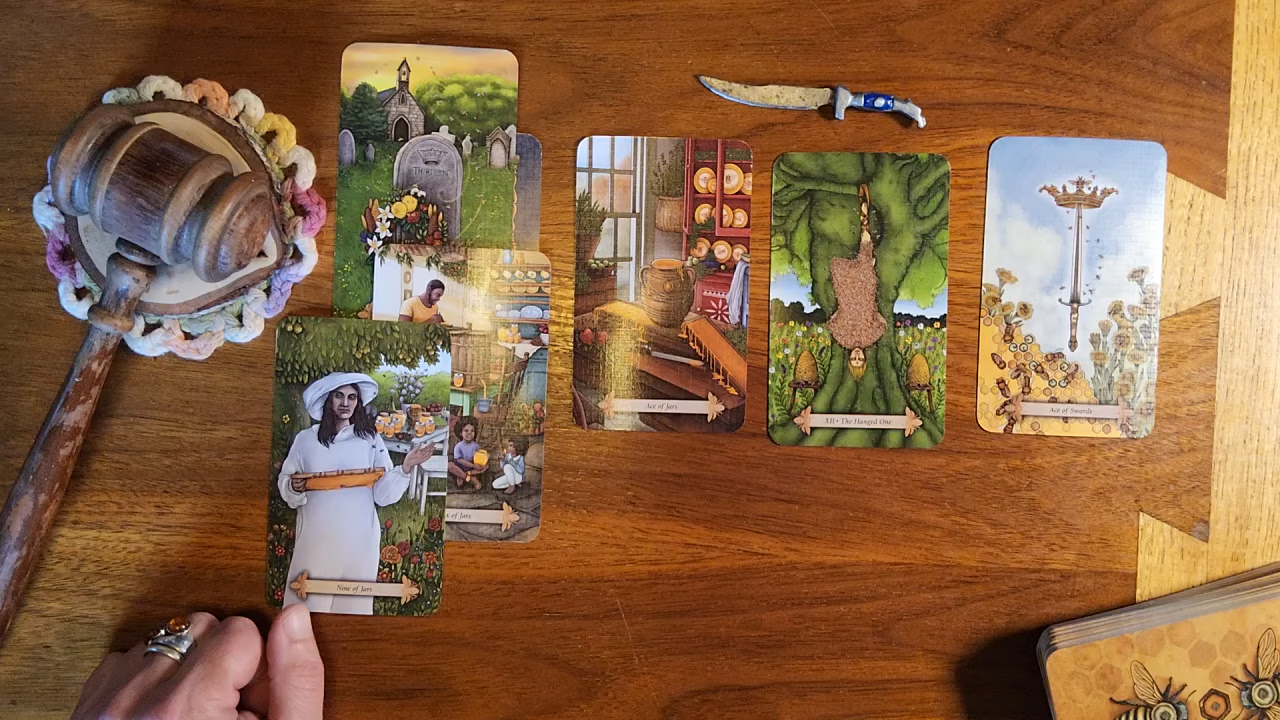 Ace of Jars
XII • The Hanged One
Ace of Swords
of Jars
Nine of Jars